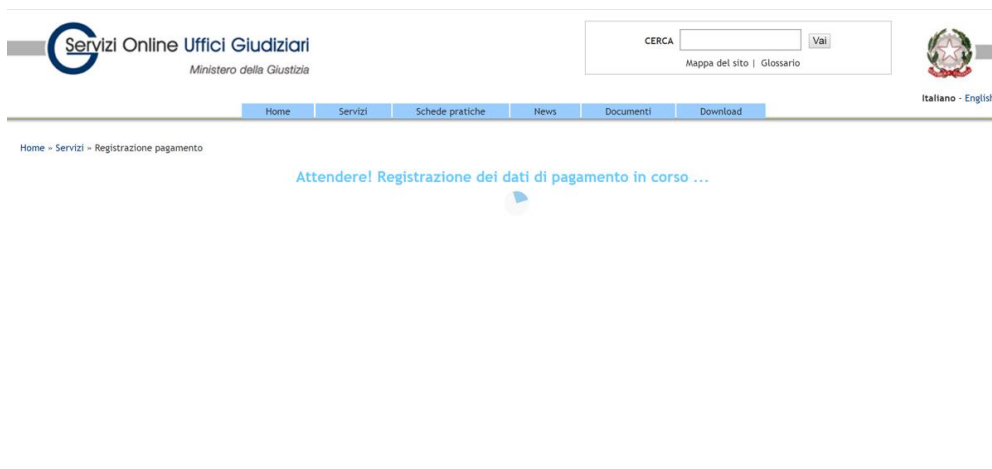 Servizi Online Uffici Giudiziari
Ministero della Giustizia
CERCA Vai
Mappa del sito | Glossario
Italiano - English
Home Servizi Schede pratiche News Documenti Download
Home » Servizi » Registrazione pagamento
Attendere! Registrazione dei dati di pagamento in corso ...